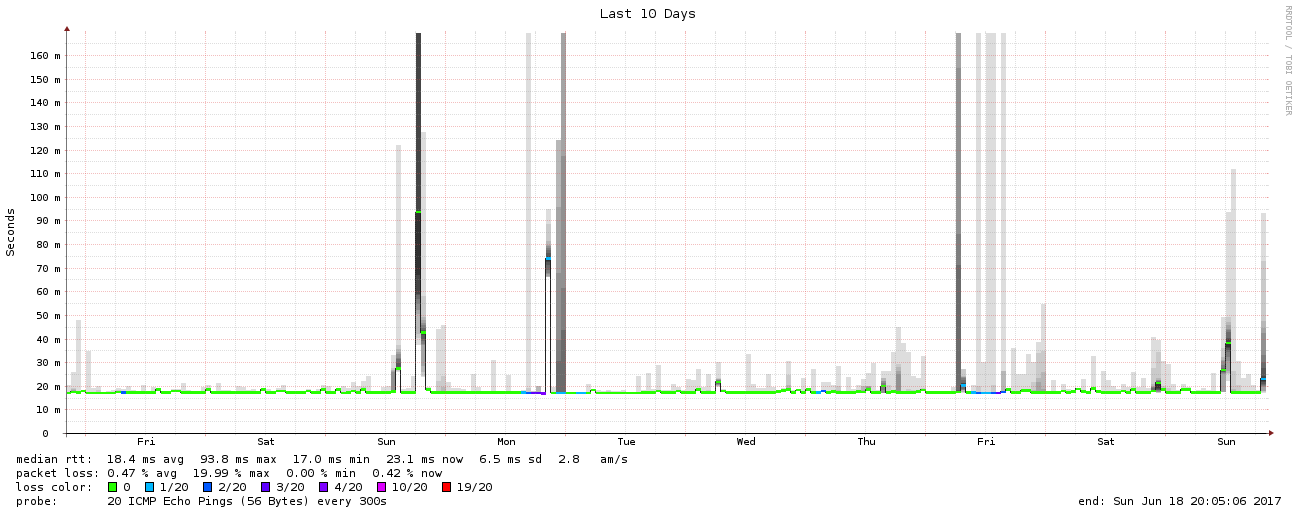 Last 10 Days
RRDTOOL / TOBI OETIKER
Seconds
160 m
150 m
140 m
130 m
120 m
110 m
100 m
90 m
80 m
70 m
60 m
50 m
40 m
30 m
20 m
10 m
0
Fri Sat Sun Mon Tue Wed Thu Fri Sat Sun
median rtt: 18.4 ms avg 93.8 ms max 17.0 ms min 23.1 ms now 6.5 ms sd 2.8 am/s
packet loss: 0.47 % avg 19.99 % max 0.00 % min 0.42 % now
loss color: 0 1/20 2/20 3/20 4/20 10/20 19/20
probe: 20 ICMP Echo Pings (56 Bytes) every 300s end: Sun Jun 18 20:05:06 2017